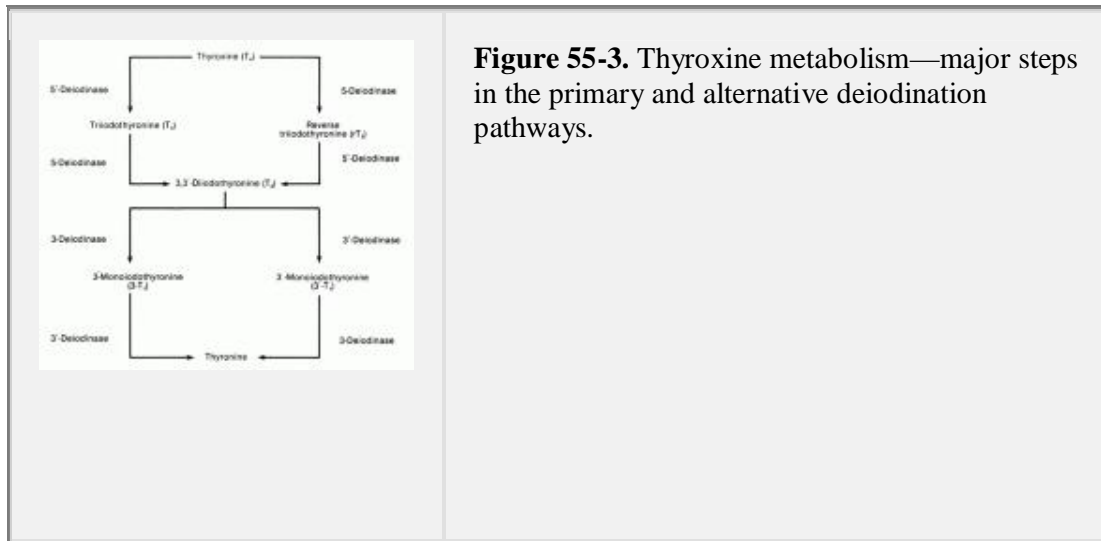 Thyroxine (T₄)
5'-Deiodinase
5-Deiodinase
Triiodothyronine (T₃)
Reverse
triiodothyronine (rT₃)
5-Deiodinase
5'-Deiodinase
3,3'-Diiodothyronine (T₂)
3-Deiodinase
3'-Deiodinase
3-Monoiodothyronine
(3-T₁)
3'-Monoiodothyronine
(3'-T₁)
3'-Deiodinase
3-Deiodinase
Thyronine
Figure 55-3. Thyroxine metabolism—major steps
in the primary and alternative deiodination
pathways.